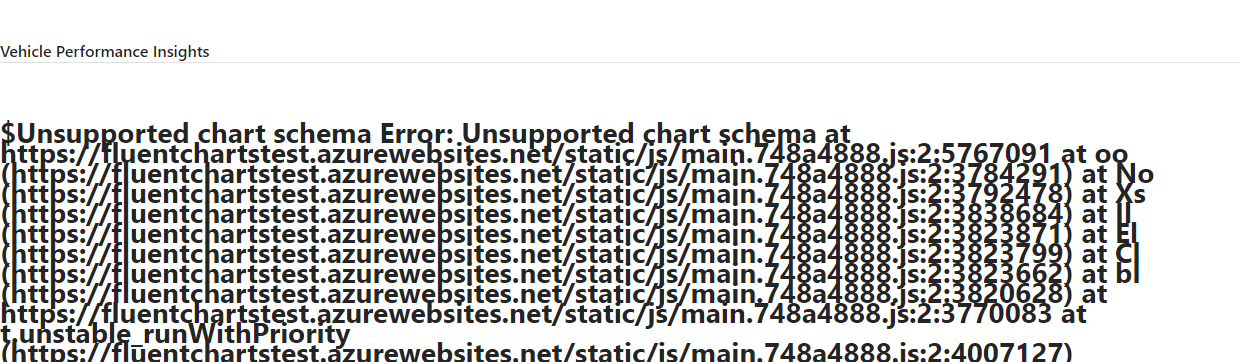 Vehicle Performance Insights
$Unsupported chart schema Error: Unsupported chart schema at
https://fluentchartstest.azurewebsites.net/static/js/main.748a4888.js:2:5767091 at oo
(https://fluentchartstest.azurewebsites.net/static/js/main.748a4888.js:2:3784291) at No
(https://fluentchartstest.azurewebsites.net/static/js/main.748a4888.js:2:3792478) at Xs
(https://fluentchartstest.azurewebsites.net/static/js/main.748a4888.js:2:3838684) at Il
(https://fluentchartstest.azurewebsites.net/static/js/main.748a4888.js:2:3823871) at El
(https://fluentchartstest.azurewebsites.net/static/js/main.748a4888.js:2:3823799) at Cl
(https://fluentchartstest.azurewebsites.net/static/js/main.748a4888.js:2:3823662) at bl
(https://fluentchartstest.azurewebsites.net/static/js/main.748a4888.js:2:3820628) at
https://fluentchartstest.azurewebsites.net/static/js/main.748a4888.js:2:3770083 at
t.unstable_runWithPriority
(https://fluentchartstest.azurewebsites.net/static/js/main.748a4888.js:2:4007127)